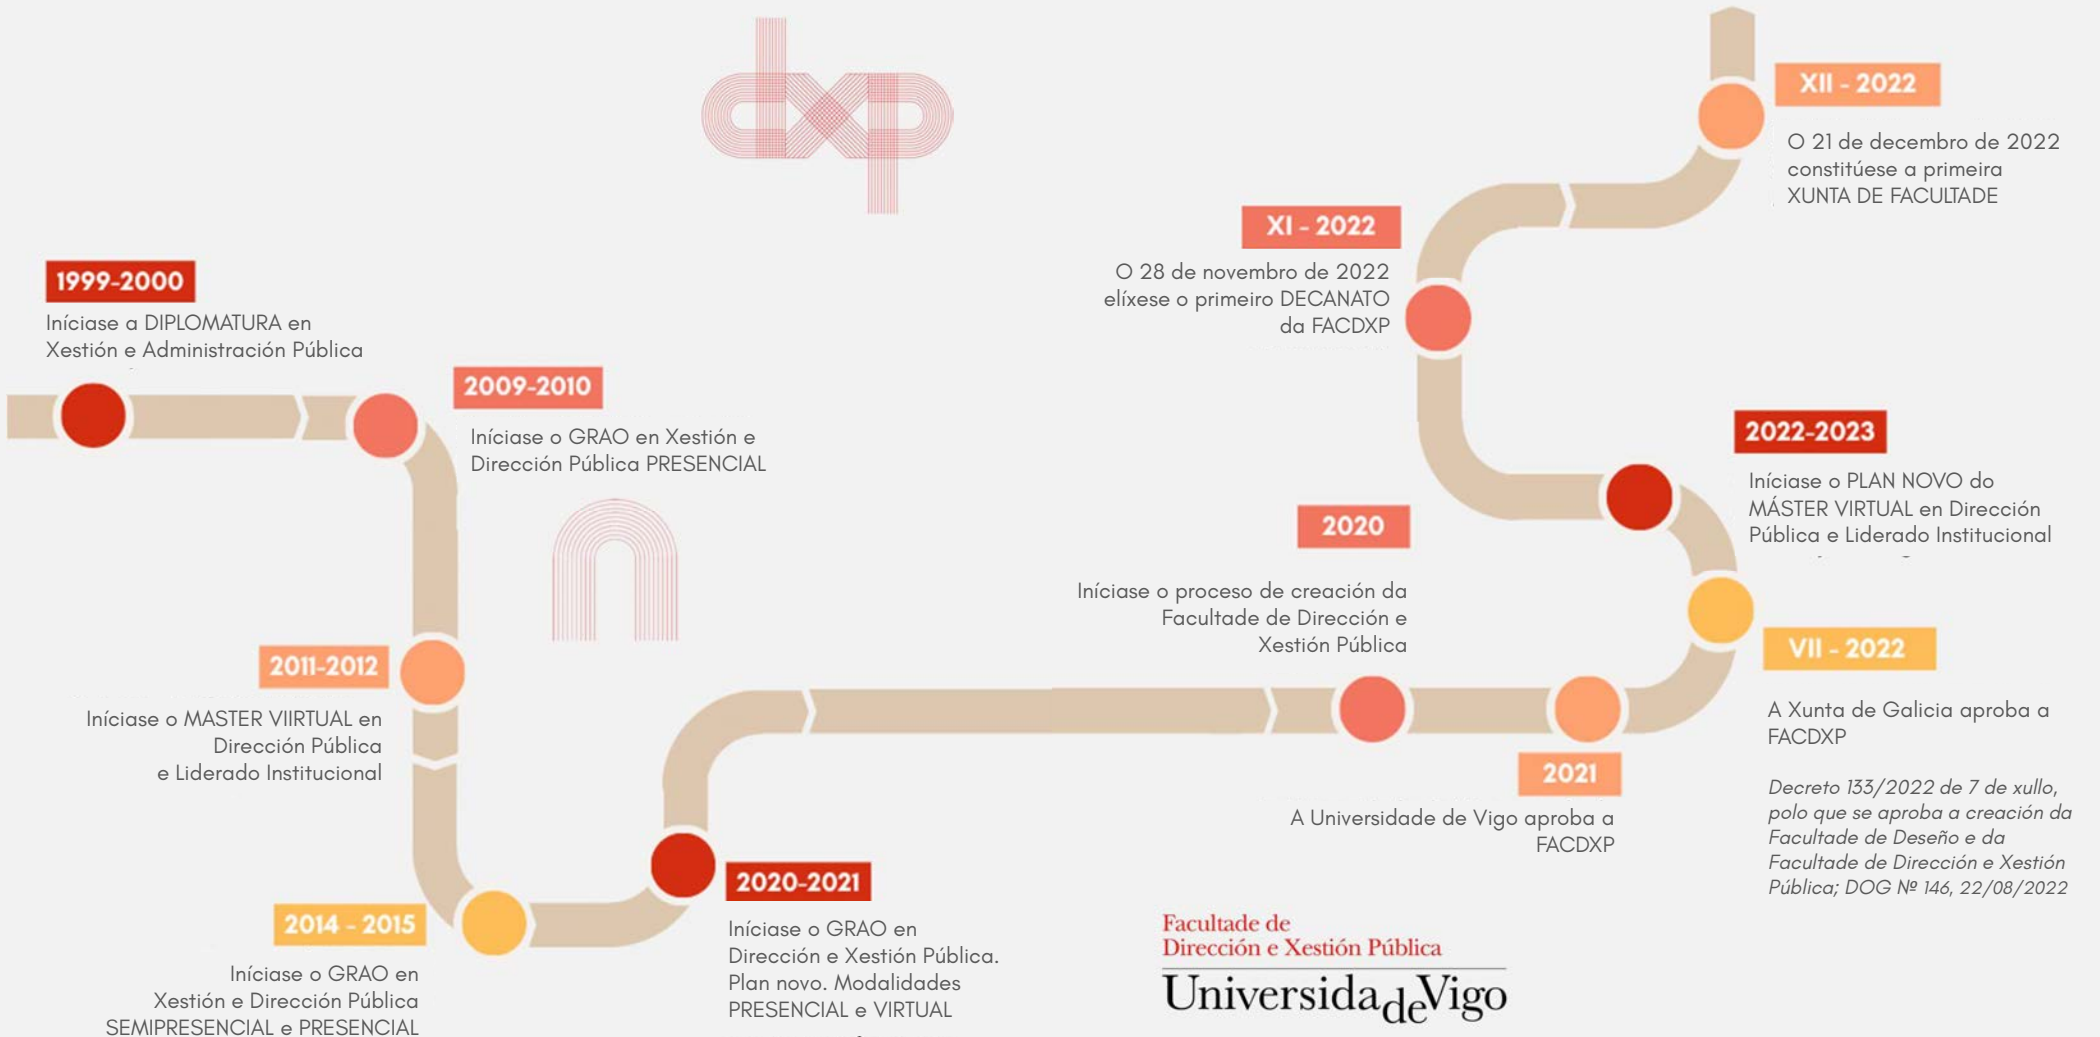 dxp
1999-2000
Iníciase a DIPLOMATURA en
Xestión e Administración Pública
2009-2010
Iníciase o GRAO en Xestión e
Dirección Pública PRESENCIAL
2011-2012
Iníciase o MASTER VIIRTUAL en
Dirección Pública
e Liderado Institucional
2014 - 2015
Iníciase o GRAO en
Xestión e Dirección Pública
SEMIPRESENCIAL e PRESENCIAL
2020-2021
Iníciase o GRAO en
Dirección e Xestión Pública.
Plan novo. Modalidades
PRESENCIAL e VIRTUAL
2020
Iníciase o proceso de creación da
Facultade de Dirección e
Xestión Pública
2021
A Universidade de Vigo aproba a
FACDXP
VII - 2022
A Xunta de Galicia aproba a
FACDXP
Decreto 133/2022 de 7 de xullo,
polo que se aproba a creación da
Facultade de Deseño e da
Facultade de Dirección e Xestión
Pública; DOG Nº 146, 22/08/2022
2022-2023
Iníciase o PLAN NOVO do
MÁSTER VIRTUAL en Dirección
Pública e Liderado Institucional
XI - 2022
O 28 de novembro de 2022
elíxese o primeiro DECANATO
da FACDXP
XII - 2022
O 21 de decembro de 2022
constitúese a primeira
XUNTA DE FACULTADE
Facultade de
Dirección e Xestión Pública
UniversidadeVigo